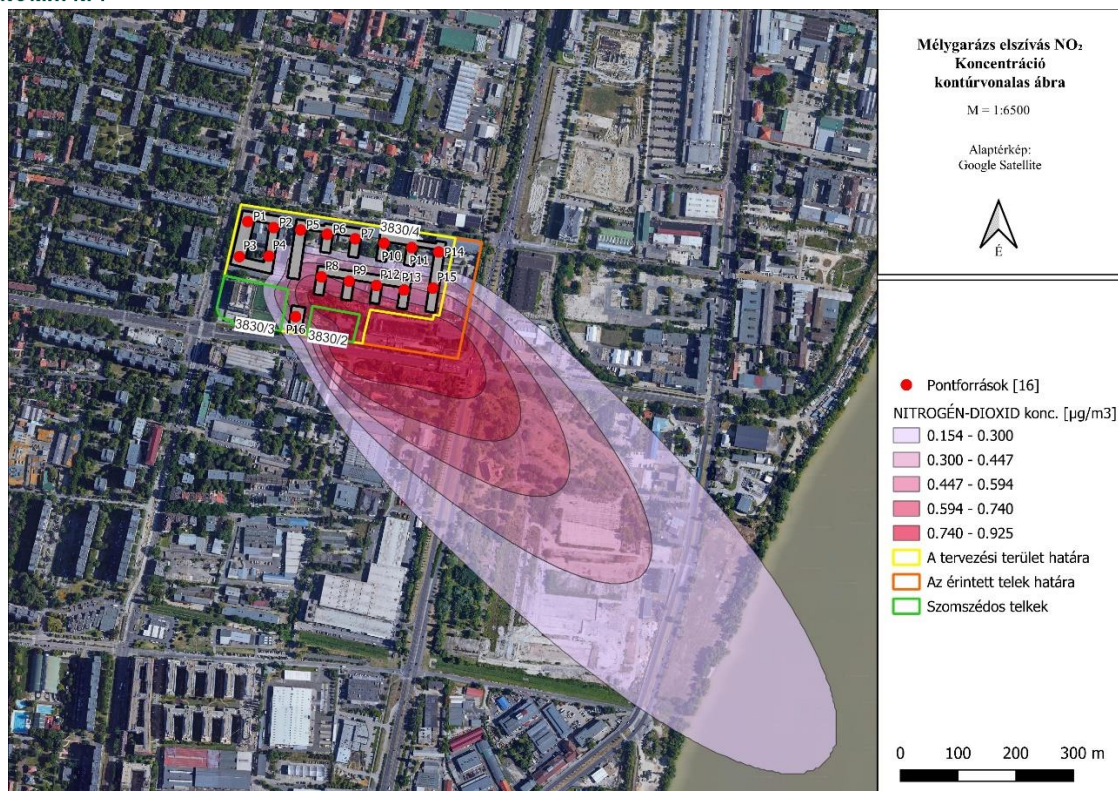 Mélygarázs elszívás NO₂
Koncentráció
kontúrvonalas ábra
M = 1:6500
Alaptérkép:
Google Satellite
É
P1
P2
P5
P6
P7
3830/4
P10
P11
P14
P3
P4
P8
P9
P12
P13
P15
P16
3830/3
3830/2
Pontforrások [16]
NITROGÉN-DIOXID konc. [µg/m3]
0.154 - 0.300
0.300 - 0.447
0.447 - 0.594
0.594 - 0.740
0.740 - 0.925
A tervezési terület határa
Az érintett telek határa
Szomszédos telkek
0 100 200 300 m